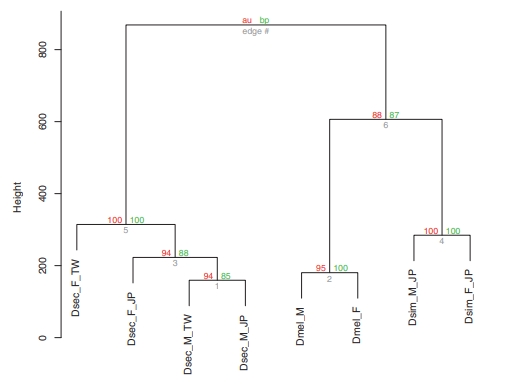 au bp
edge #
88 87
6
100 100
5
100 100
4
94 88
3
95 100
2
94 85
1
Height
800
600
400
200
0
Dsec_F_TW
Dsec_F_JP
Dsec_M_TW
Dsec_M_JP
Dmel_M
Dmel_F
Dsim_M_JP
Dsim_F_JP